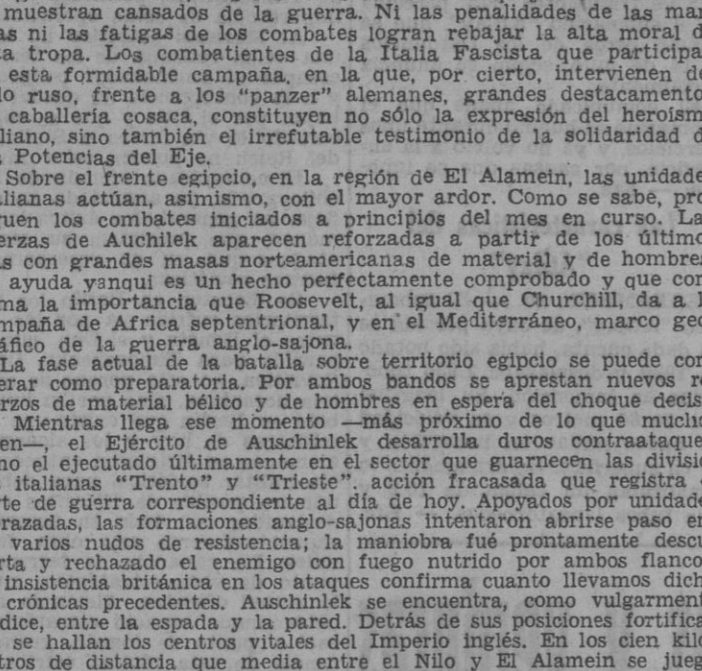 muestran cansados de la guerra. Ni las penalidades de las mar
as ni las fatigas de los combates logran rebajar la alta moral d
ta tropa. Los combatientes de la Italia Fascista que participa
esta formidable campaña, en la que, por cierto, intervienen de
do ruso, frente a los "panzer" alemanes, grandes destacamento
caballería cosaca, constituyen no sólo la expresión del heroism
aliano, sino también el irrefutable testimonio de la solidaridad d
s Potencias del Eje.
Sobre el frente egipcio, en la región de El Alamein, las unidade
alianas actúan, asimismo, con el mayor ardor. Como se sabe, pro
guen los combates iniciados a principios del mes en curso. La
erzas de Auchilek aparecen reforzadas a partir de los último
as con grandes masas norteamericanas de material y de hombres
ayuda yanqui es un hecho perfectamente comprobado y que con
ma la importancia que Roosevelt, al igual que Churchill, da a l
mpaña de Africa septentrional, y en el Mediterráneo, marco geo
áfico de la guerra anglo-sajona.
La fase actual de la batalla sobre territorio egipcio se puede con
erar como preparatoria. Por ambos bandos se aprestan nuevos re
erzos de material bélico y de hombres en espera del choque decis
Mientras llega ese momento —más próximo de lo que mucho
en—, el Ejército de Auschinlek desarrolla duros contraataque
no el ejecutado últimamente en el sector que guarnecen las divisio
italianas "Trento" y "Trieste". acción fracasada que registra e
rte de guerra correspondiente al día de hoy. Apoyados por unidade
razadas, las formaciones anglo-sajonas intentaron abrirse paso en
varios nudos de resistencia; la maniobra fué prontamente descu
rta y rechazado el enemigo con fuego nutrido por ambos flanco
insistencia británica en los ataques confirma cuanto llevamos dich
crónicas precedentes. Auschinlek se encuentra, como vulgarment
dice, entre la espada y la pared. Detrás de sus posiciones fortifica
se hallan los centros vitales del Imperio inglés. En los cien kiló
tros de distancia que media entre el Nilo y El Alamein se jueg